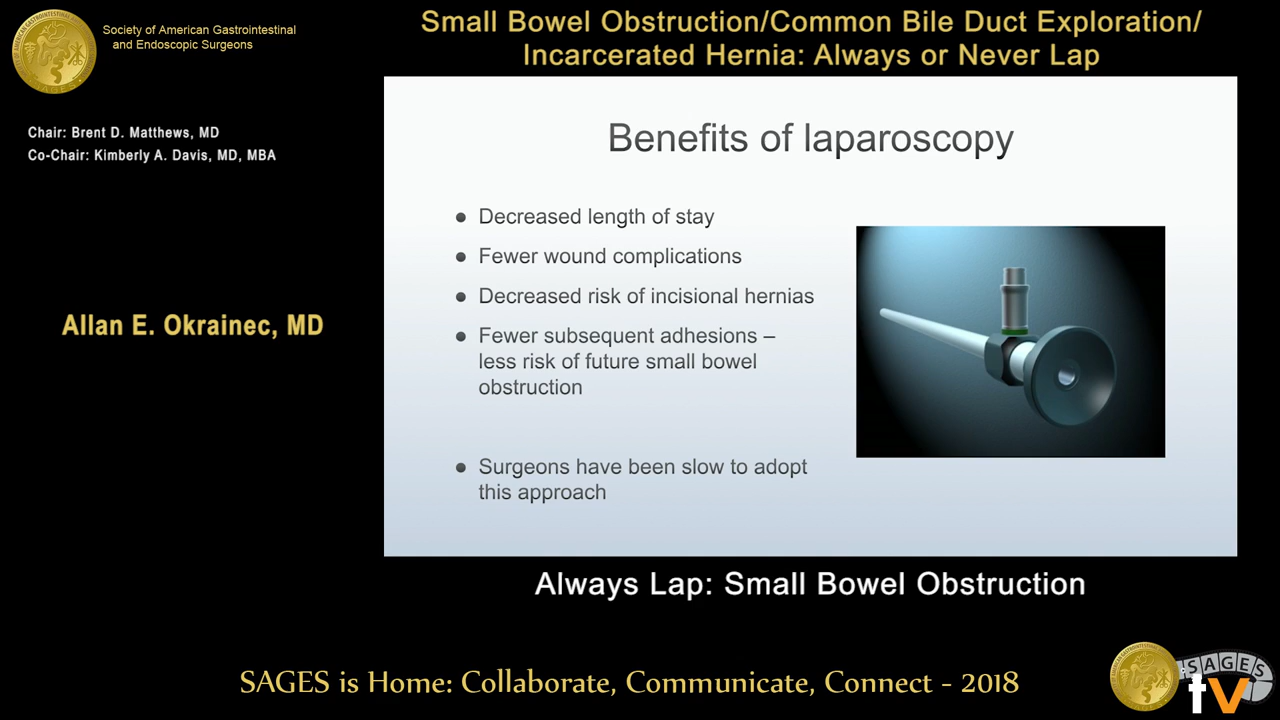 Society of American Gastrointestinal
and Endoscopic Surgeons
Small Bowel Obstruction/Common Bile Duct Exploration/
Incarcerated Hernia: Always or Never Lap
Chair: Brent D. Matthews, MD
Co-Chair: Kimberly A. Davis, MD, MBA
Allan E. Okrainec, MD
Benefits of laparoscopy
● Decreased length of stay
● Fewer wound complications
● Decreased risk of incisional hernias
● Fewer subsequent adhesions –
less risk of future small bowel
obstruction
● Surgeons have been slow to adopt
this approach
Always Lap: Small Bowel Obstruction
SAGES is Home: Collaborate, Communicate, Connect - 2018
SAGES
tv